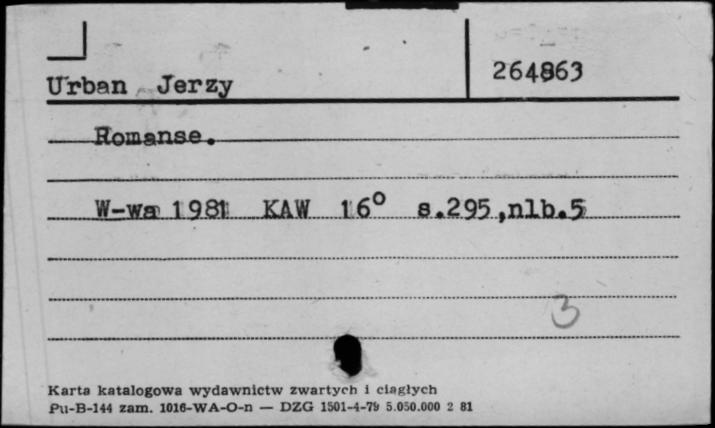 Urban Jerzy
264863
Romanse.
W-wa 1981 KAW 16° s.295,nlb.5
3
Karta katalogowa wydawnictw zwartych i ciągłych
Pu-B-144 zam. 1016-WA-O-n — DZG 1501-4-79 5.050.000 2 81